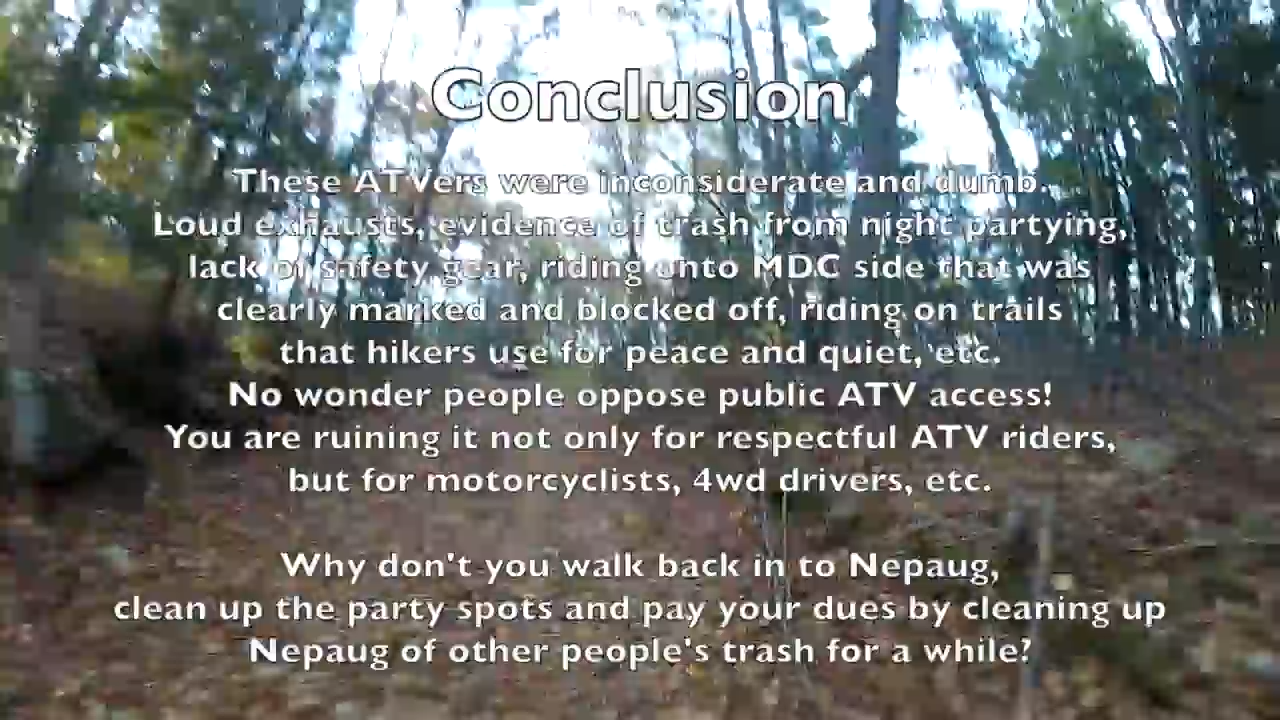 Conclusion
These ATVers were inconsiderate and dumb.
Loud exhausts, evidence of trash from night partying,
lack of safety gear, riding onto MDC side that was
clearly marked and blocked off, riding on trails
that hikers use for peace and quiet, etc.
No wonder people oppose public ATV access!
You are ruining it not only for respectful ATV riders,
but for motorcyclists, 4wd drivers, etc.
Why don't you walk back in to Nepaug,
clean up the party spots and pay your dues by cleaning up
Nepaug of other people's trash for a while?